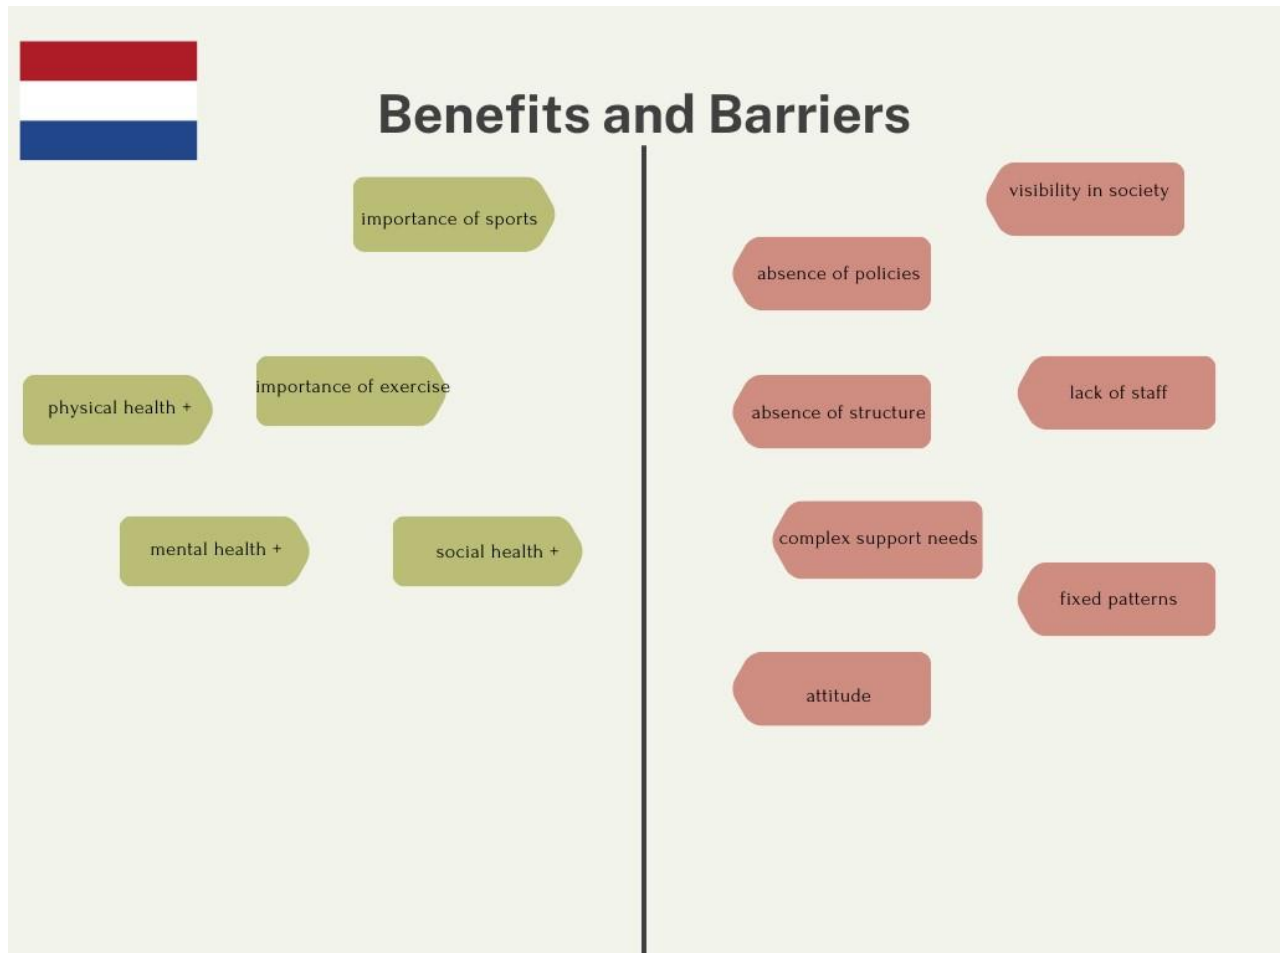 Benefits and Barriers
importance of sports
importance of exercise
physical health +
mental health +
social health +
visibility in society
absence of policies
absence of structure
lack of staff
complex support needs
fixed patterns
attitude